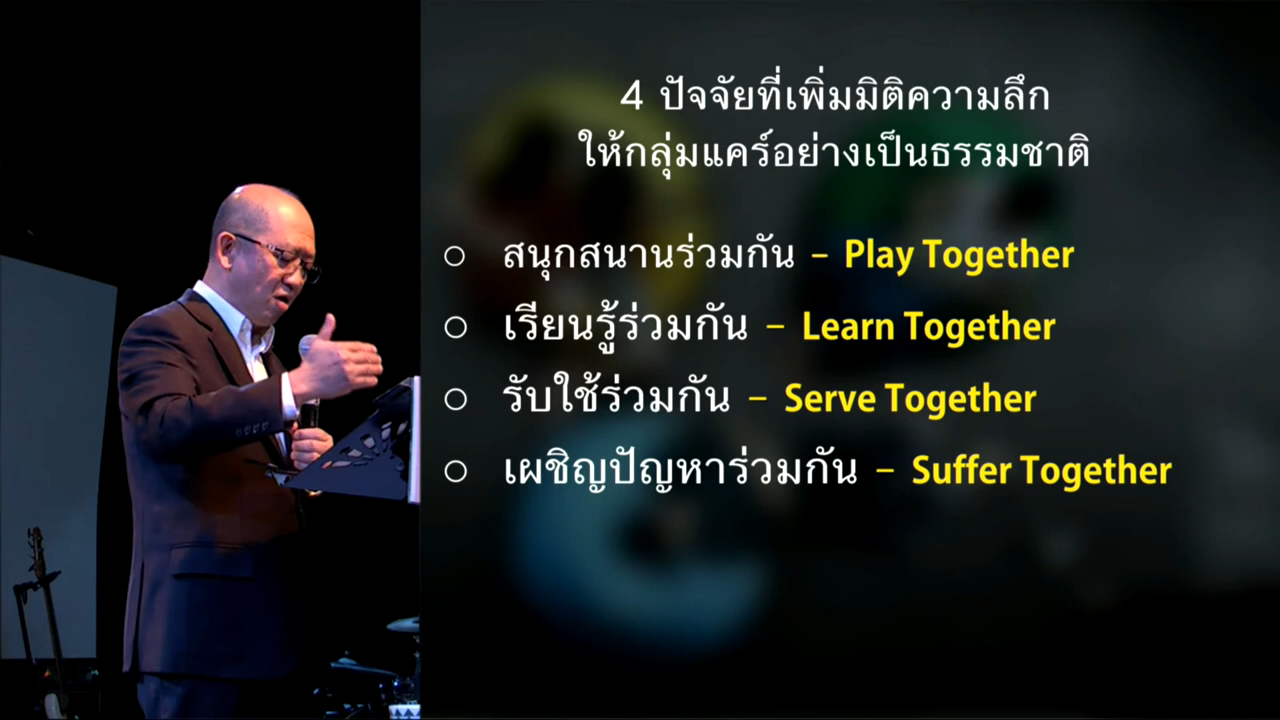 4 ปัจจัยที่เพิ่มมิติความลึก
ให้กลุ่มแคร์อย่างเป็นธรรมชาติ
○ สนุกสนานร่วมกัน – Play Together
○ เรียนรู้ร่วมกัน – Learn Together
○ รับใช้ร่วมกัน – Serve Together
○ เผชิญปัญหาร่วมกัน – Suffer Together